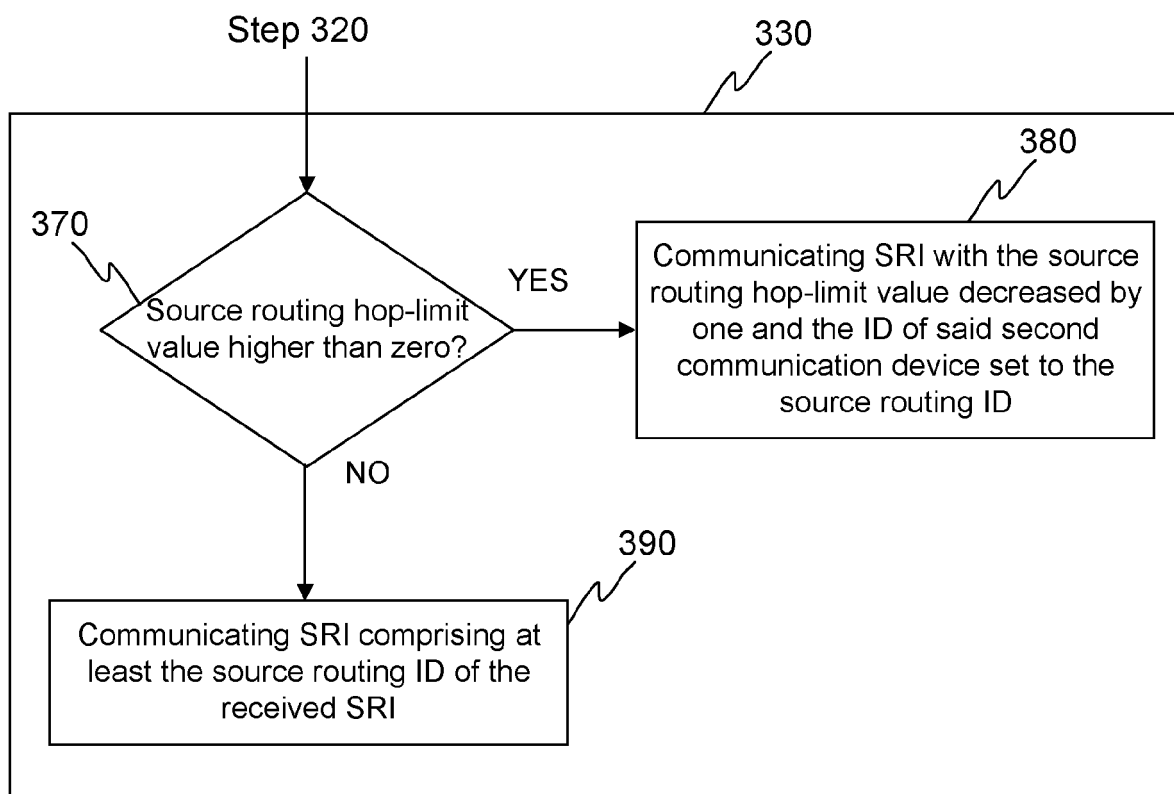 Step 320
330
380
370
Source routing hop-limit
value higher than zero?
YES
Communicating SRI with the source
routing hop-limit value decreased by
one and the ID of said second
communication device set to the
source routing ID
NO
390
Communicating SRI comprising at
least the source routing ID of the
received SRI